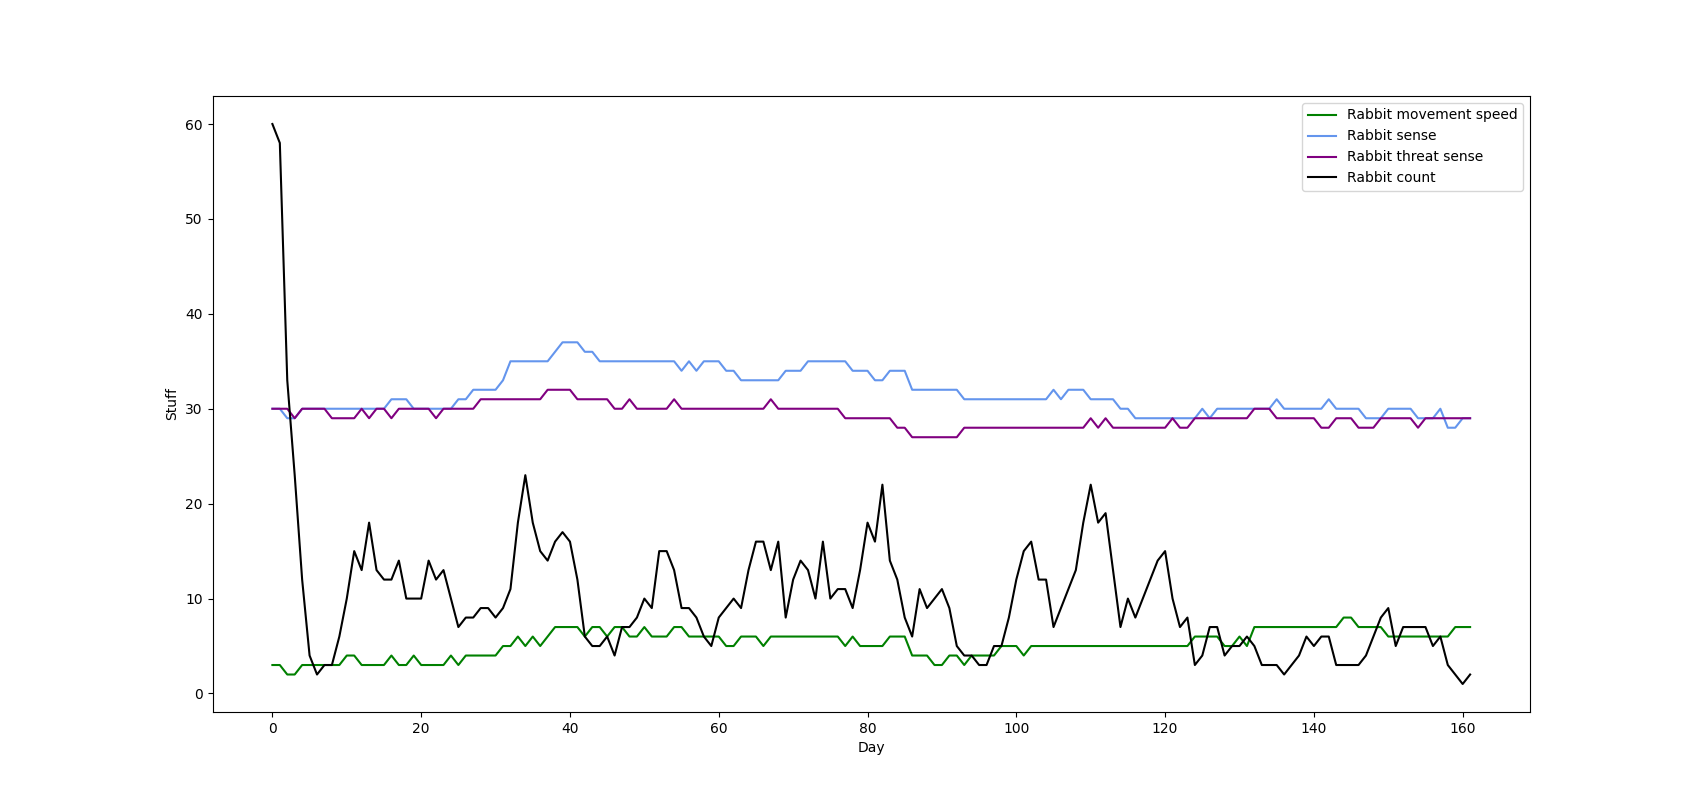 Rabbit movement speed
Rabbit sense
Rabbit threat sense
Rabbit count
60
50
40
30
20
10
0
Stuff
0 20 40 60 80 100 120 140 160
Day